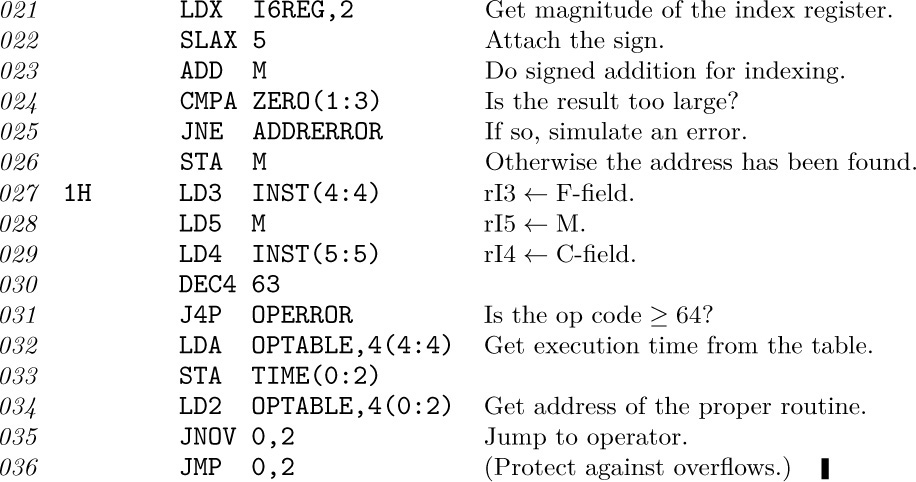 021 LDX I6REG,2 Get magnitude of the index register.
022 SLAX 5 Attach the sign.
023 ADD M Do signed addition for indexing.
024 CMPA ZERO(1:3) Is the result too large?
025 JNE ADDRERROR If so, simulate an error.
026 STA M Otherwise the address has been found.
027 1H LD3 INST(4:4) rI3 ← F-field.
028 LD5 M rI5 ← M.
029 LD4 INST(5:5) rI4 ← C-field.
030 DEC4 63
031 J4P OPERROR Is the op code ≥ 64?
032 LDA OPTABLE,4(4:4) Get execution time from the table.
033 STA TIME(0:2)
034 LD2 OPTABLE,4(0:2) Get address of the proper routine.
035 JNOV 0,2 Jump to operator.
036 JMP 0,2 (Protect against overflows.) ▮